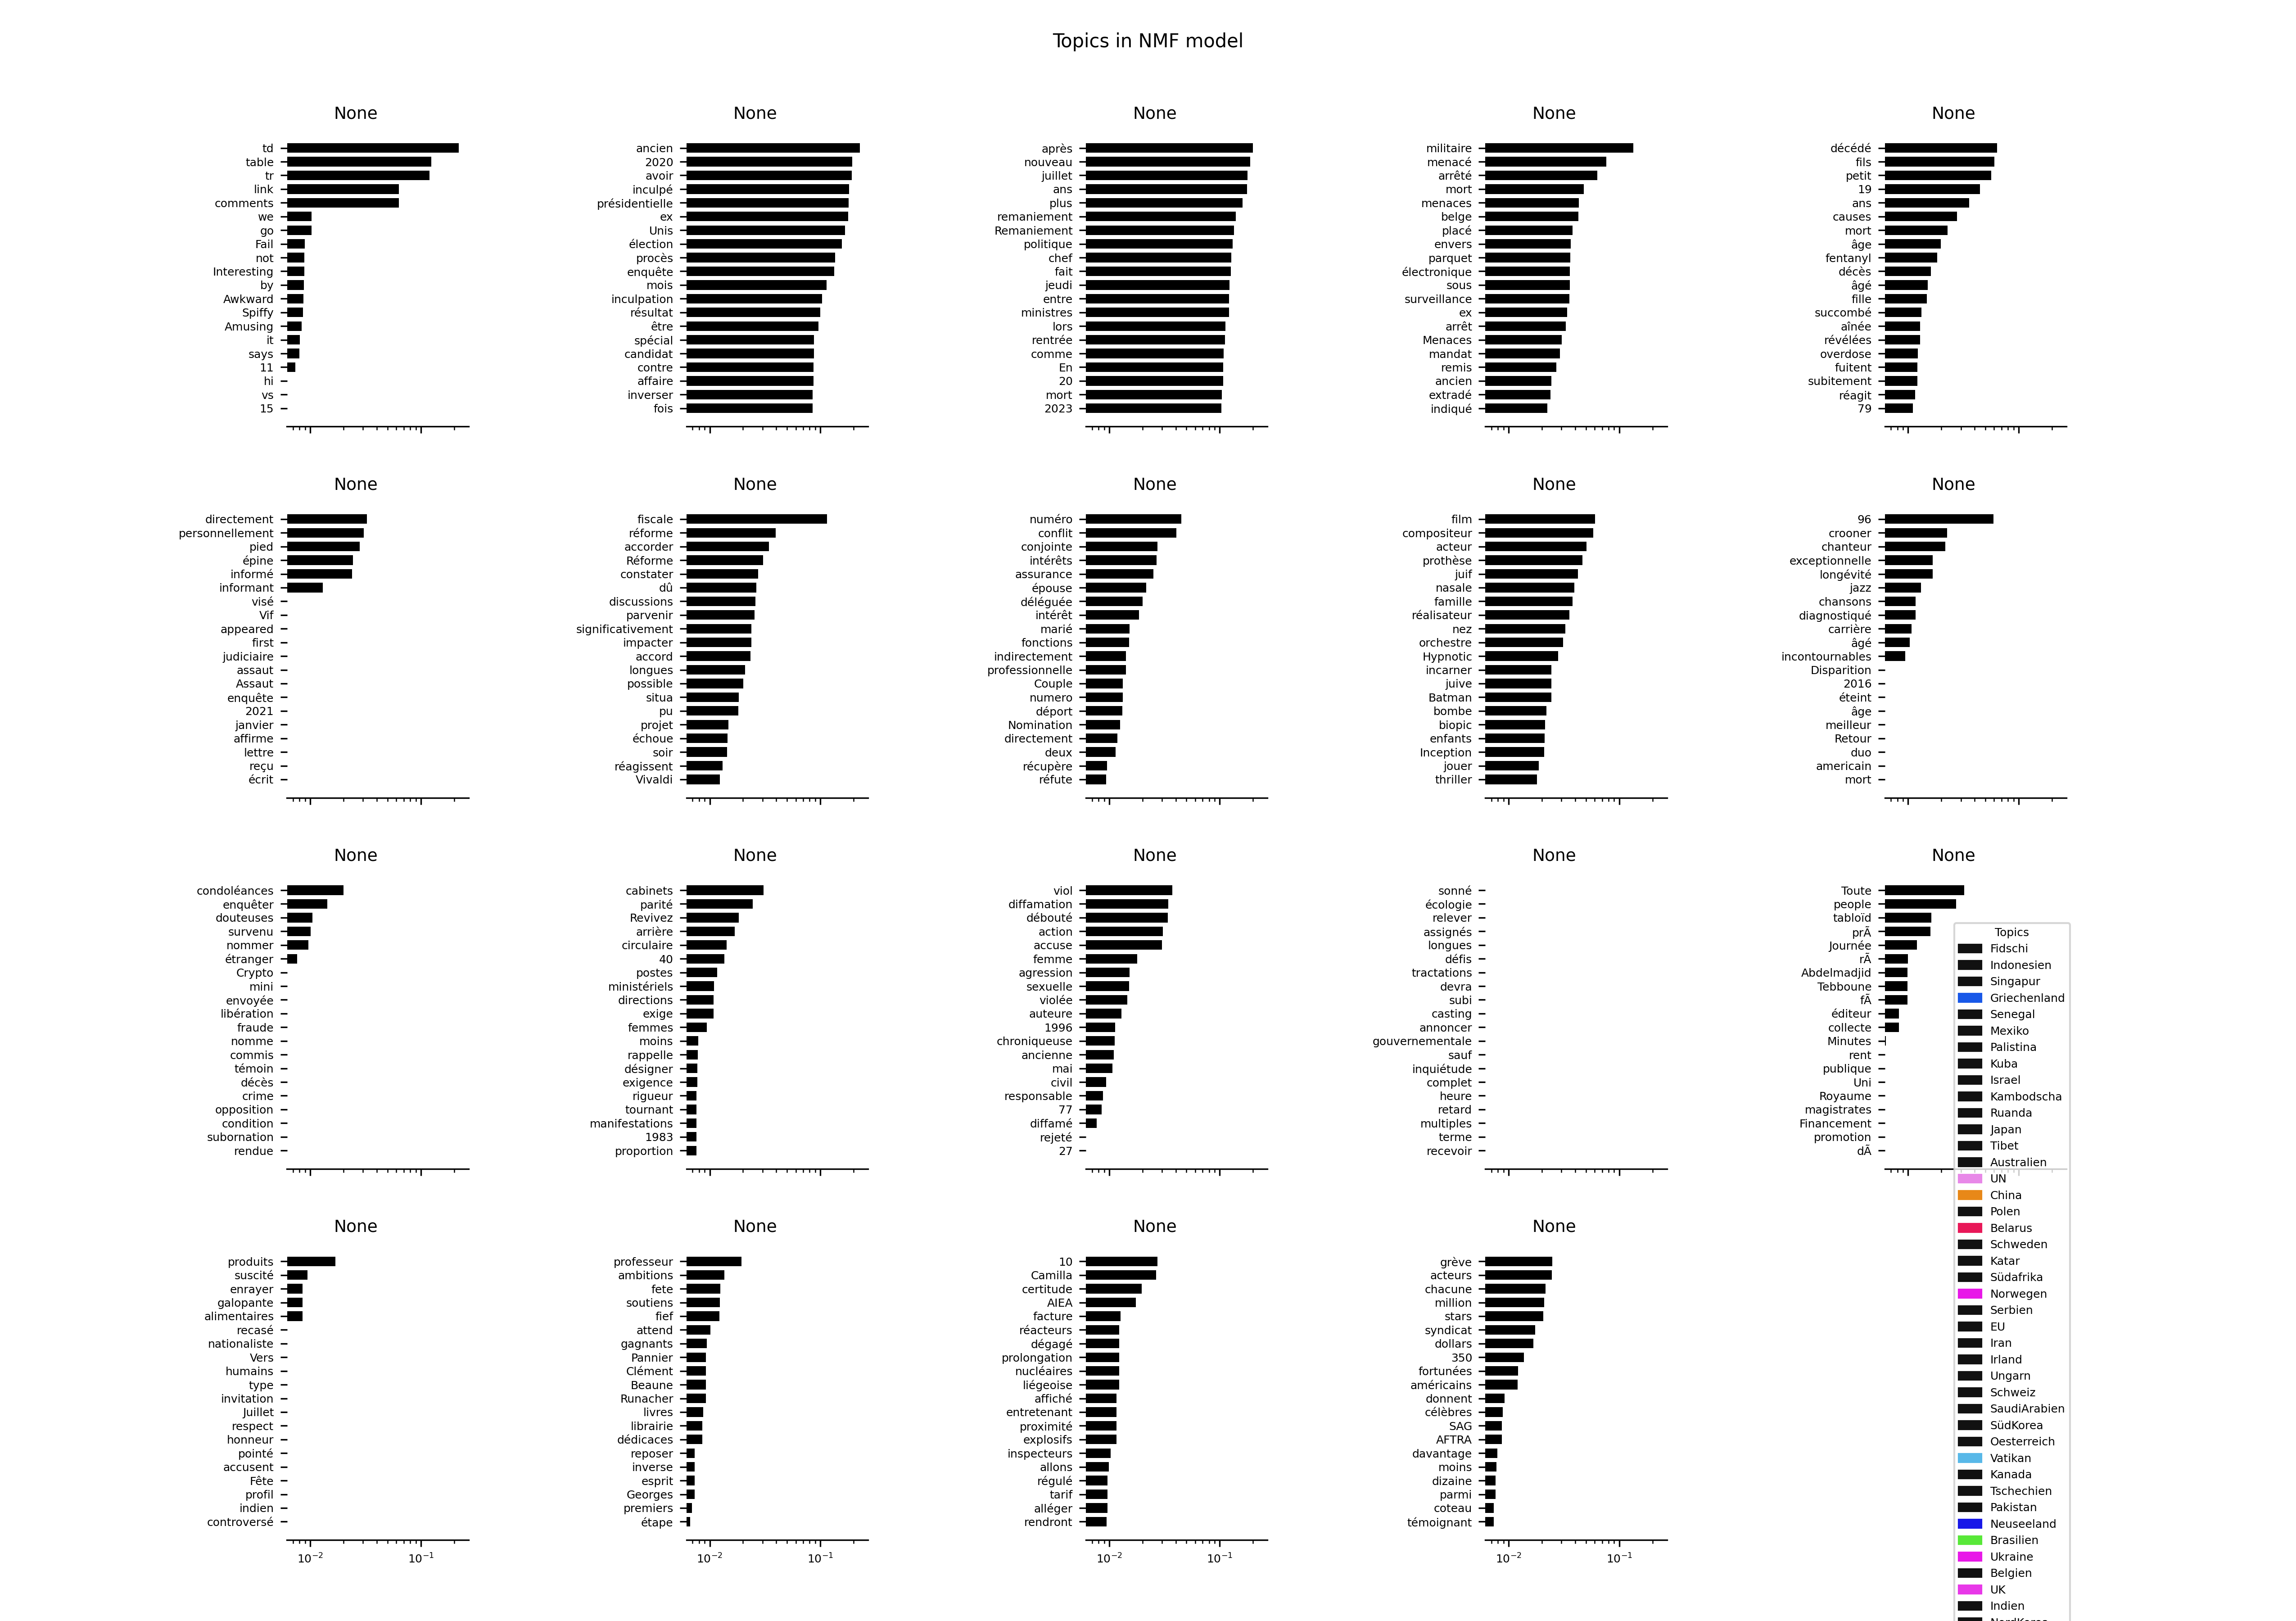 Topics in NMF model
None
td
table
tr
link
comments
we
go
Fail
not
Interesting
by
Awkward
Spiffy
Amusing
it
says
11
hi
vs
15
None
ancien
2020
avoir
inculpé
présidentielle
ex
Unis
élection
procès
enquête
mois
inculpation
résultat
être
spécial
candidat
contre
affaire
inverser
fois
None
après
nouveau
juillet
ans
plus
remaniement
Remaniement
politique
chef
fait
jeudi
entre
ministres
lors
rentrée
comme
En
20
mort
2023
None
militaire
menacé
arrêté
mort
menaces
belge
placé
envers
parquet
électronique
sous
surveillance
ex
arrêt
Menaces
mandat
remis
ancien
extradé
indiqué
None
décédé
fils
petit
19
ans
causes
mort
âge
fentanyl
décès
âgé
fille
succombé
aînée
révélées
overdose
fuitent
subitement
réagit
79
None
directement
personnellement
pied
épine
informé
informant
visé
Vif
appeared
first
judiciaire
assaut
Assaut
enquête
2021
janvier
affirme
lettre
reçu
écrit
None
fiscale
réforme
accorder
Réforme
constater
dû
discussions
parvenir
significativement
impacter
accord
longues
possible
situa
pu
projet
échoue
soir
réagissent
Vivaldi
None
numéro
conflit
conjointe
intérêts
assurance
épouse
déléguée
intérêt
marié
fonctions
indirectement
professionnelle
Couple
numero
déport
Nomination
directement
deux
récupère
réfute
None
film
compositeur
acteur
prothèse
juif
nasale
famille
réalisateur
nez
orchestre
Hypnotic
incarner
juive
Batman
bombe
biopic
enfants
Inception
jouer
thriller
None
96
crooner
chanteur
exceptionnelle
longévité
jazz
chansons
diagnostiqué
carrière
âgé
incontournables
Disparition
2016
éteint
âge
meilleur
Retour
duo
americain
mort
None
condoléances
enquêter
douteuses
survenu
nommer
étranger
Crypto
mini
envoyée
libération
fraude
nomme
commis
témoin
décès
crime
opposition
condition
subornation
rendue
None
cabinets
parité
Revivez
arrière
circulaire
40
postes
ministériels
directions
exige
femmes
moins
rappelle
désigner
exigence
rigueur
tournant
manifestations
1983
proportion
None
viol
diffamation
débouté
action
accuse
femme
agression
sexuelle
violée
auteure
1996
chroniqueuse
ancienne
mai
civil
responsable
77
diffamé
rejeté
27
None
sonné
écologie
relever
assignés
longues
défis
tractations
devra
subi
casting
annoncer
gouvernementale
sauf
inquiétude
complet
heure
retard
multiples
terme
recevoir
None
Toute
people
tabloïd
prÃ
Journée
rÃ
Abdelmadjid
Tebboune
fÃ
éditeur
collecte
Minutes
rent
publique
Uni
Royaume
magistrates
Financement
promotion
dÃ
None
produits
suscité
enrayer
galopante
alimentaires
recasé
nationaliste
Vers
humains
type
invitation
Juillet
respect
honneur
pointé
accusent
Fête
profil
indien
controversé
10⁻² 10⁻¹
None
professeur
ambitions
fete
soutiens
fief
attend
gagnants
Pannier
Clément
Beaune
Runacher
livres
librairie
dédicaces
reposer
inverse
esprit
Georges
premiers
étape
10⁻² 10⁻¹
None
10
Camilla
certitude
AIEA
facture
réacteurs
dégagé
prolongation
nucléaires
liégeoise
affiché
entretenant
proximité
explosifs
inspecteurs
allons
régulé
tarif
alléger
rendront
10⁻² 10⁻¹
None
grève
acteurs
chacune
million
stars
syndicat
dollars
350
fortunées
américains
donnent
célèbres
SAG
AFTRA
davantage
moins
dizaine
parmi
coteau
témoignant
10⁻² 10⁻¹
Topics
Fidschi
Indonesien
Singapur
Griechenland
Senegal
Mexiko
Palistina
Kuba
Israel
Kambodscha
Ruanda
Japan
Tibet
Australien
UN
China
Polen
Belarus
Schweden
Katar
Südafrika
Norwegen
Serbien
EU
Iran
Irland
Ungarn
Schweiz
SaudiArabien
SüdKorea
Oesterreich
Vatikan
Kanada
Tschechien
Pakistan
Neuseeland
Brasilien
Ukraine
Belgien
UK
Indien